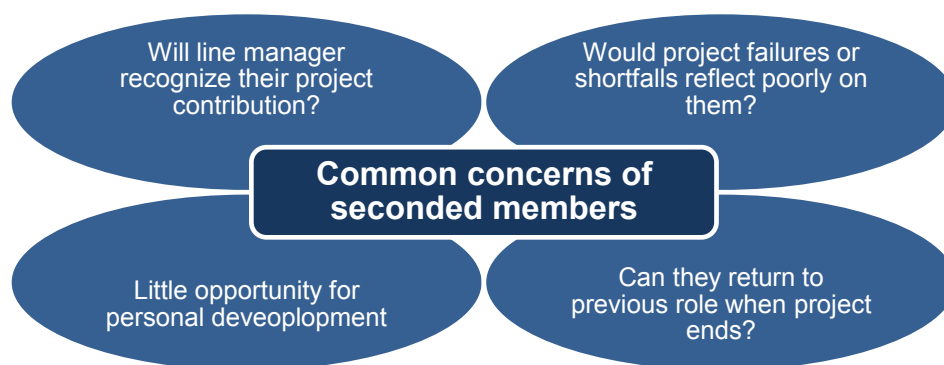 Will line manager
recognize their project
contribution?
Would project failures or
shortfalls reflect poorly on
them?
Common concerns of
seconded members
Little opportunity for
personal deveoplopment
Can they return to
previous role when project
ends?